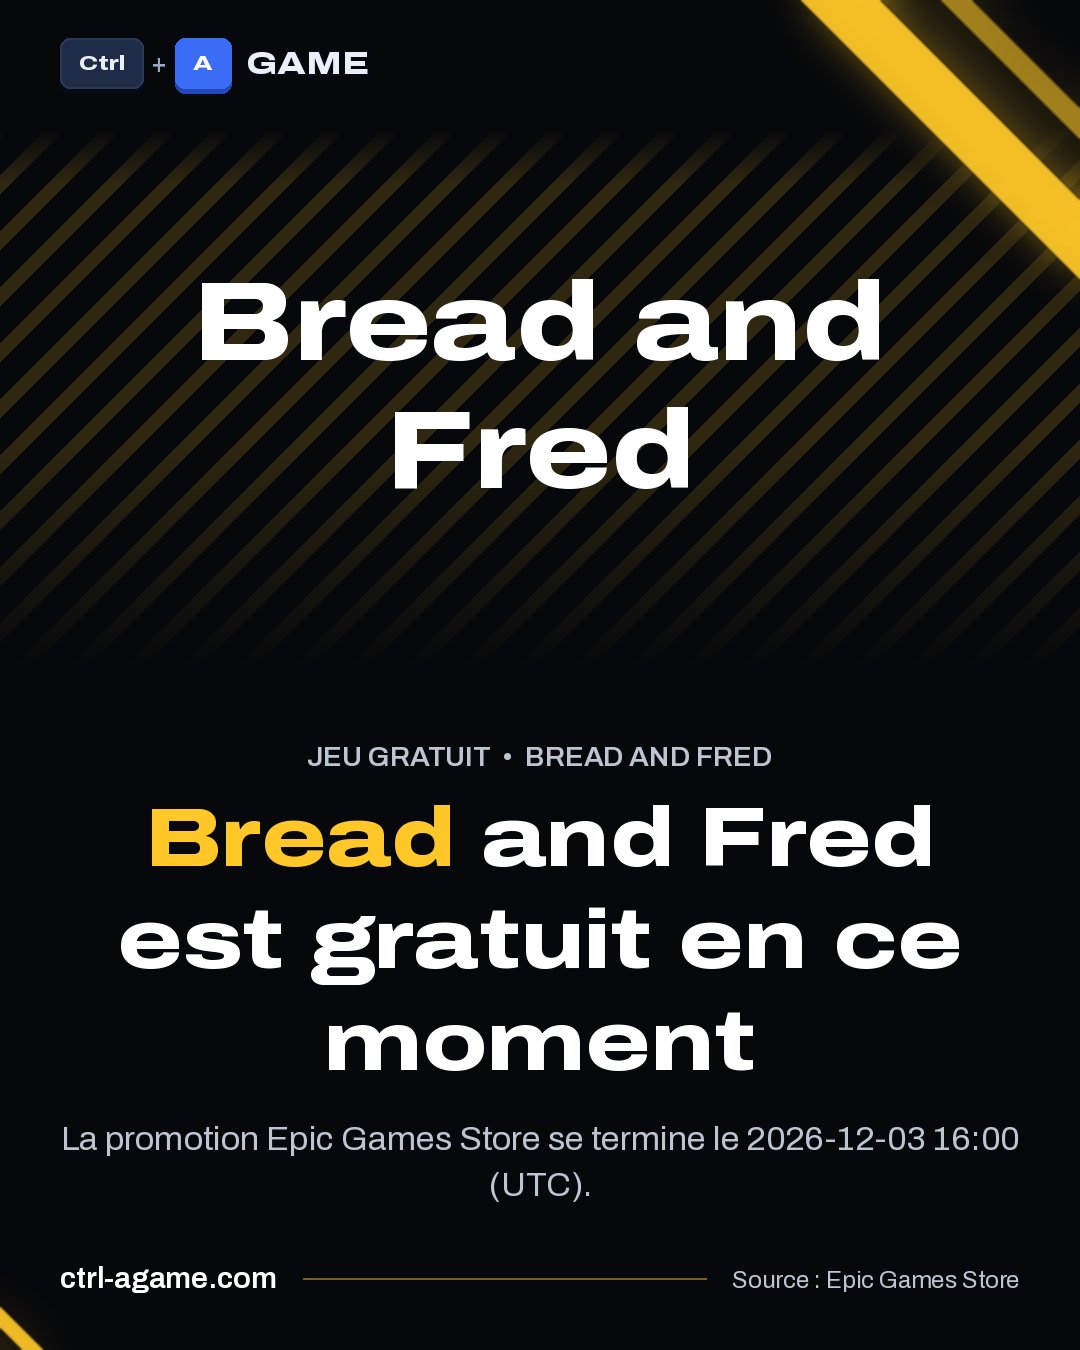 Ctrl + A GAME
Bread and
Fred
JEU GRATUIT • BREAD AND FRED
Bread and Fred
est gratuit en ce
moment
La promotion Epic Games Store se termine le 2026-12-03 16:00
(UTC).
ctrl-agame.com
Source : Epic Games Store